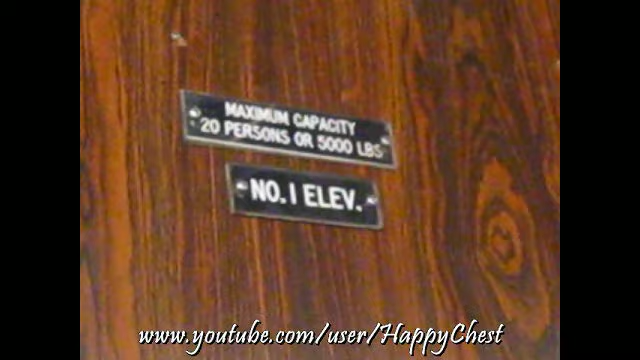 MAXIMUM CAPACITY
20 PERSONS OR 5000 LBS
NO. 1 ELEV.
www.youtube.com/user/HappyChest